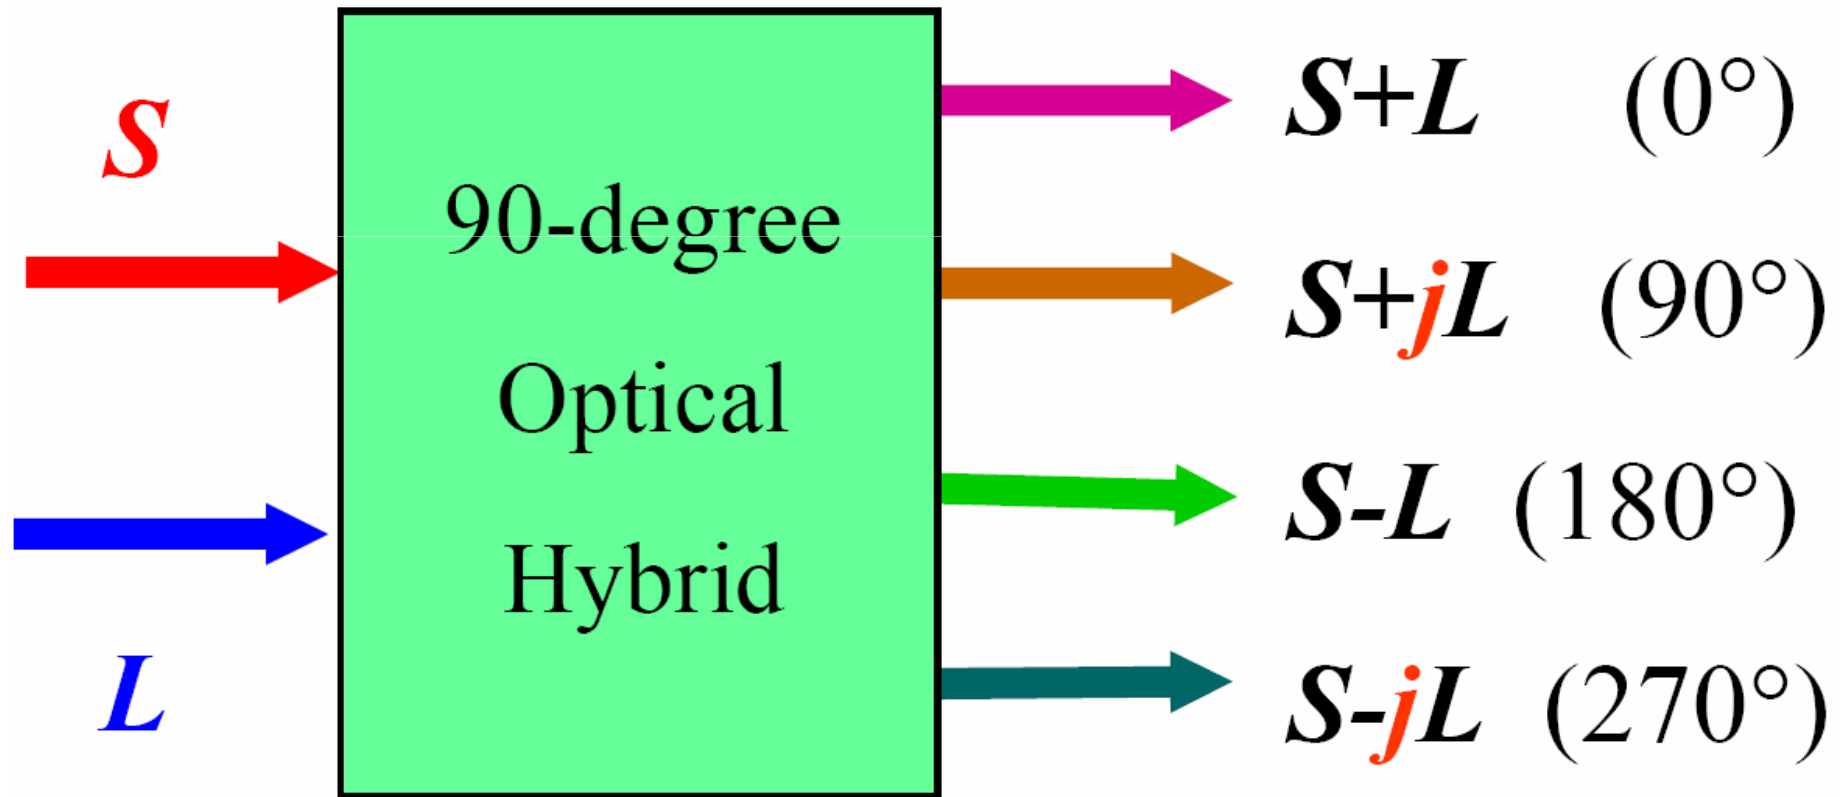 S
L
90-degree
Optical
Hybrid
S+L (0°)
S+jL (90°)
S-L (180°)
S-jL (270°)